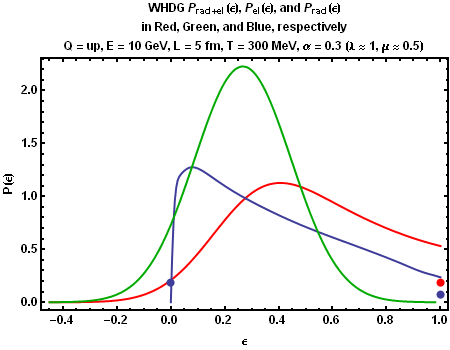 WHDG P_rad+el(ϵ), P_el(ϵ), and P_rad(ϵ)
in Red, Green, and Blue, respectively
Q = up, E = 10 GeV, L = 5 fm, T = 300 MeV, α = 0.3 (λ ≈ 1, μ ≈ 0.5)
2.0
1.5
1.0
0.5
0.0
P(ϵ)
−0.4 −0.2 0.0 0.2 0.4 0.6 0.8 1.0
ϵ